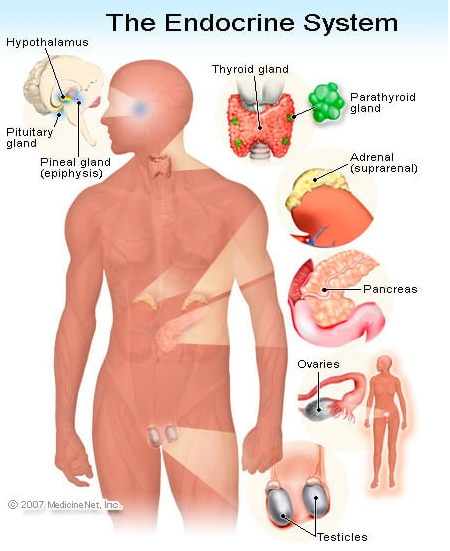 The Endocrine System
Hypothalamus
Thyroid gland
Parathyroid
gland
Pituitary
gland
Pineal gland
(epiphysis)
Adrenal
(suprarenal)
Pancreas
Ovaries
© 2007 MedicineNet, Inc.
Testicles